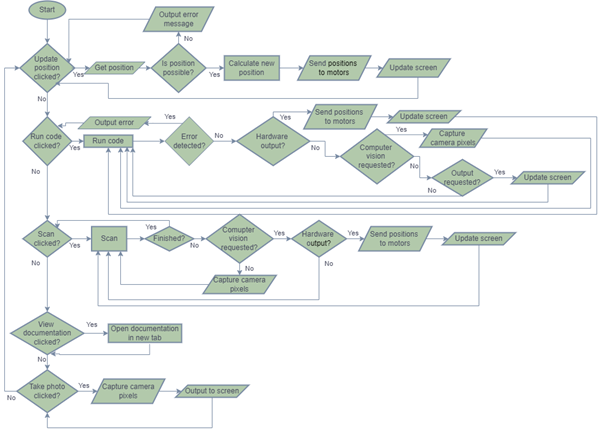 Start
Output error
message
No
Update
position
clicked?
Yes
Get position
Is position
possible?
Yes
Calculate new
position
Send positions
to motors
Update screen
No
Output error
Yes
Run code
clicked?
Yes
Run code
Error
detected?
No
Hardware
output?
Yes
Send positions
to motors
Update screen
No
Computer
vision
requested?
Yes
Capture
camera pixels
No
Output
requested?
Yes
Update screen
No
No
Scan
clicked?
Yes
Scan
Yes
Finished?
No
Comupter
vision
requested?
Yes
Hardware
output?
Yes
Send positions
to motors
Update screen
No
No
No
Capture camera
pixels
View
documentation
clicked?
Yes
Open documentation
in new tab
No
Take photo
clicked?
Yes
Capture camera
pixels
Output to screen
No